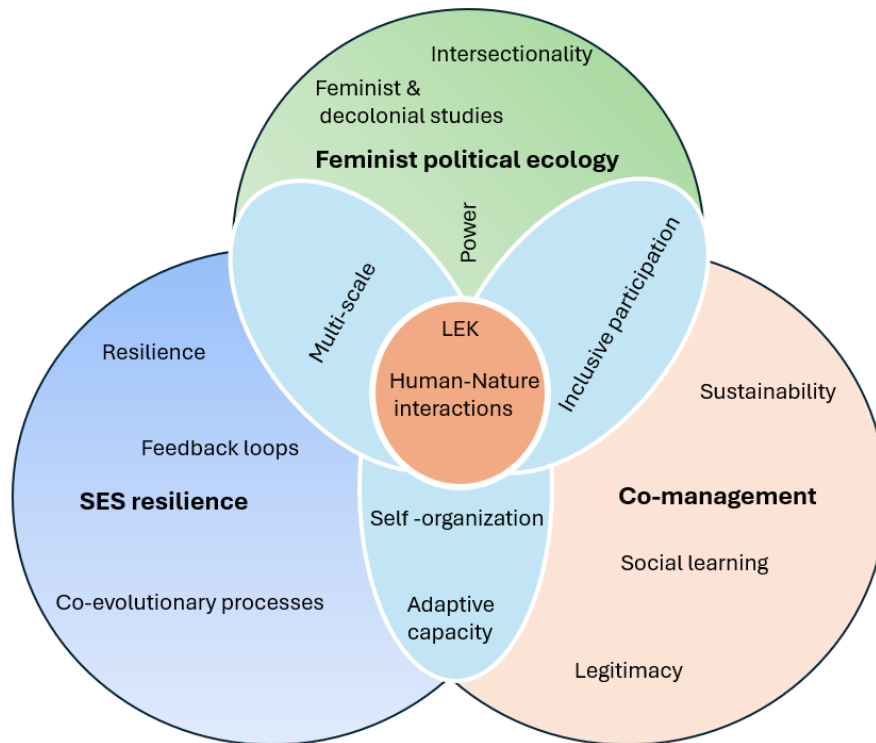 Intersectionality
Feminist &
decolonial studies
Feminist political ecology
Power
Multi-scale
Inclusive participation
LEK
Human-Nature
interactions
Resilience
Feedback loops
SES resilience
Co-evolutionary processes
Self -organization
Adaptive
capacity
Sustainability
Co-management
Social learning
Legitimacy